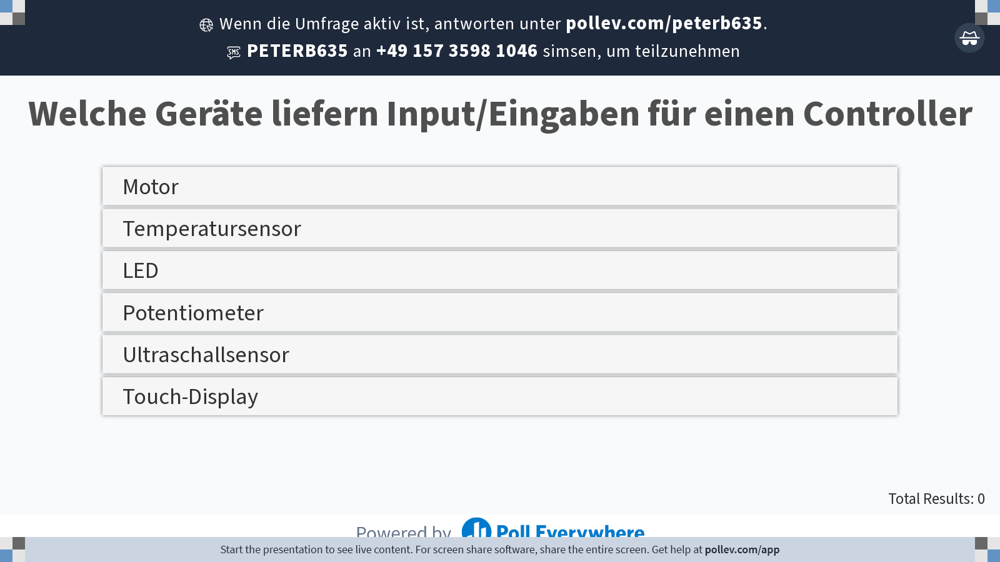 Wenn die Umfrage aktiv ist, antworten unter pollev.com/peterb635.
SMS PETERB635 an +49 157 3598 1046 simsen, um teilzunehmen
Welche Geräte liefern Input/Eingaben für einen Controller
Motor
Temperatursensor
LED
Potentiometer
Ultraschallsensor
Touch-Display
Total Results: 0
Powered by Poll Everywhere
Start the presentation to see live content. For screen share software, share the entire screen. Get help at pollev.com/app